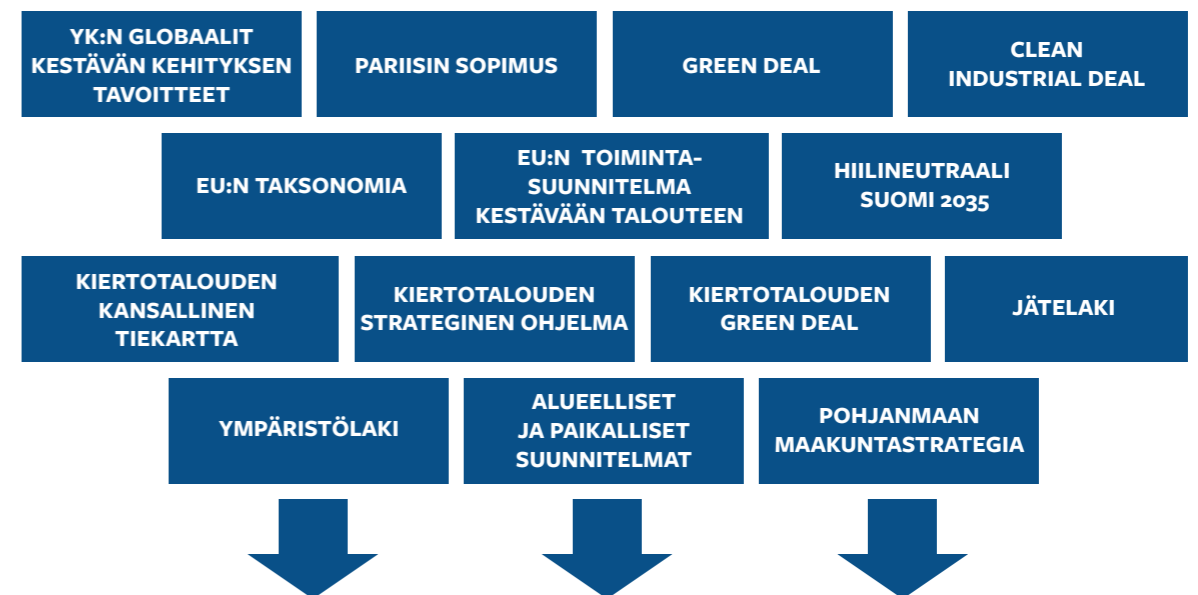 YK:N GLOBAALIT
KESTÄVÄN KEHITYKSEN
TAVOITTEET
PARIISIN SOPIMUS
GREEN DEAL
CLEAN
INDUSTRIAL DEAL
EU:N TAKSONOMIA
EU:N TOIMINTA-
SUUNNITELMA
KESTÄVÄÄN TALOUTEEN
HIILINEUTRAALI
SUOMI 2035
KIERTOTALOUDEN
KANSALLINEN
TIEKARTTA
KIERTOTALOUDEN
STRATEGINEN OHJELMA
KIERTOTALOUDEN
GREEN DEAL
JÄTELAKI
YMPÄRISTÖLAKI
ALUEELLISET
JA PAIKALLISET
SUUNNITELMAT
POHJANMAAN
MAAKUNTASTRATEGIA